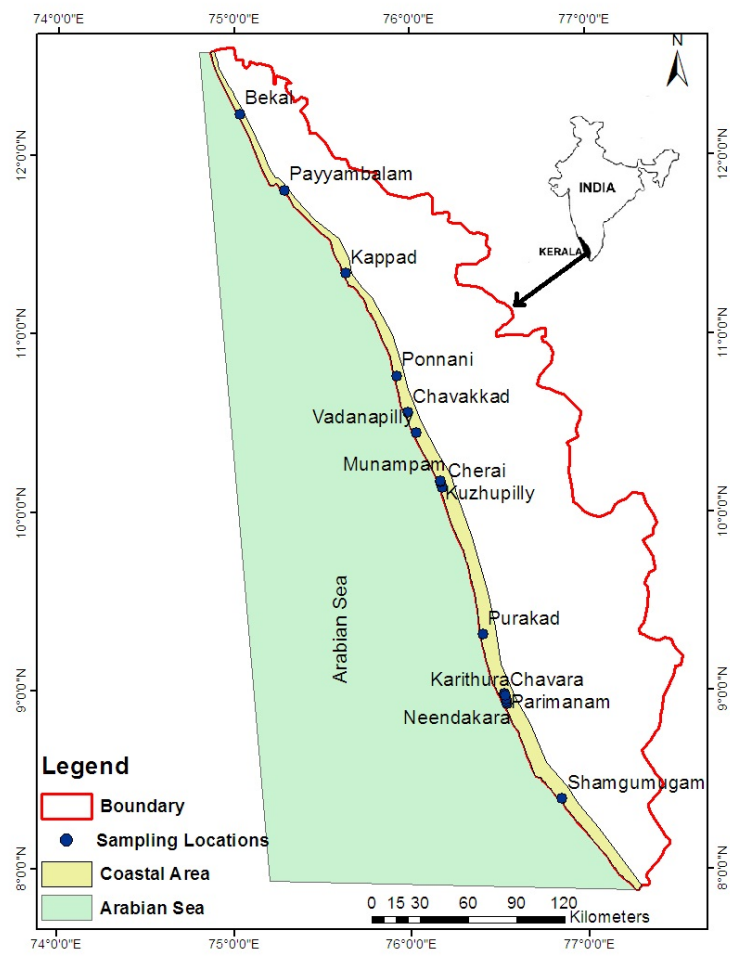 74°0'0"E 75°0'0"E 76°0'0"E 77°0'0"E
N
12°0'0"N
12°0'0"N
11°0'0"N
11°0'0"N
10°0'0"N
10°0'0"N
9°0'0"N
9°0'0"N
8°0'0"N
8°0'0"N
INDIA
KERALA
Bekal
Payyambalam
Kappad
Ponnani
Chavakkad
Vadanapilly
Munampam
Cherai
Kuzhupilly
Purakad
Karithura
Chavara
Parimanam
Neendakara
Shamgumugam
Arabian Sea
Legend
Boundary
Sampling Locations
Coastal Area
Arabian Sea
0 15 30 60 90 120
Kilometers
74°0'0"E 75°0'0"E 76°0'0"E 77°0'0"E